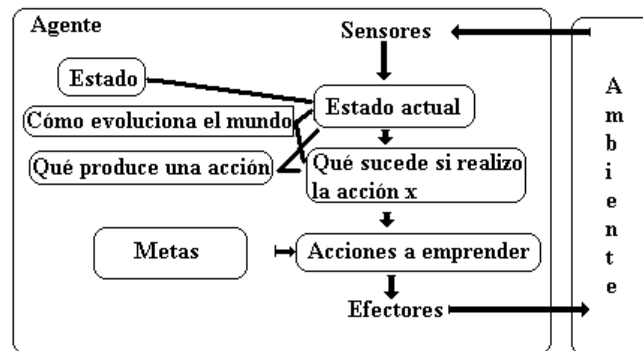 Agente
Sensores
Estado
Estado actual
Cómo evoluciona el mundo
Qué produce una acción
Qué sucede si realizo
la acción x
Metas
Acciones a emprender
Efectores
Ambiente